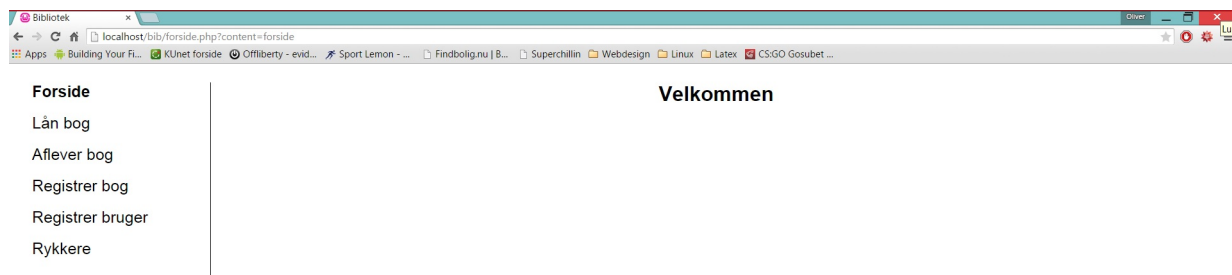 Bibliotek
Oliver
localhost/bib/forside.php?content=forside
Lu
Apps Building Your Fi... KUnet forside Offliberty - evid... Sport Lemon - ... Findbolig.nu | B... Superchillin Webdesign Linux Latex CS:GO Gosubet ...
Forside
Velkommen
Lån bog
Aflever bog
Registrer bog
Registrer bruger
Rykkere